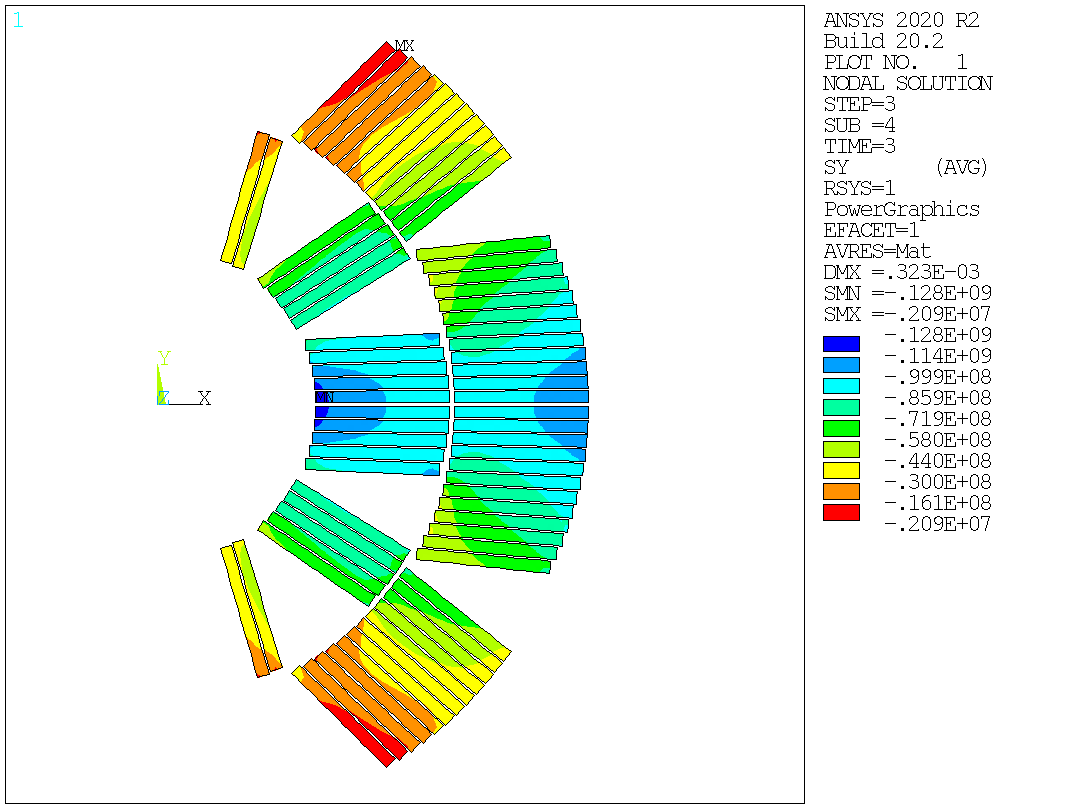 1
ANSYS 2020 R2
Build 20.2
PLOT NO. 1
NODAL SOLUTION
STEP=3
SUB =4
TIME=3
SY (AVG)
RSYS=1
PowerGraphics
EFACET=1
AVRES=Mat
DMX =.323E-03
SMN =-.128E+09
SMX =-.209E+07
-.128E+09
-.114E+09
-.999E+08
-.859E+08
-.719E+08
-.580E+08
-.440E+08
-.300E+08
-.161E+08
-.209E+07
MX
Y
Z X
MN